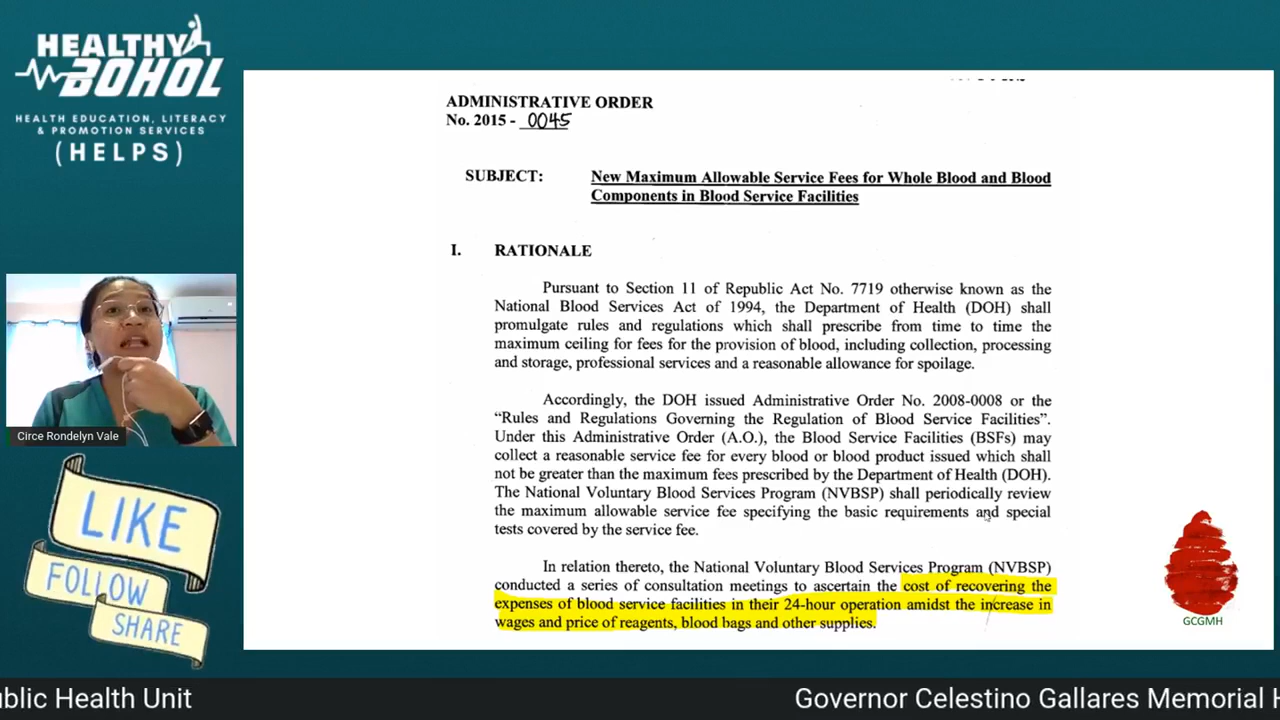 HEALTHY
BOHOL
HEALTH EDUCATION, LITERACY
& PROMOTION SERVICES
(HELPS)
ADMINISTRATIVE ORDER
No. 2015 - 0045
SUBJECT: New Maximum Allowable Service Fees for Whole Blood and Blood
Components in Blood Service Facilities
I. RATIONALE
Pursuant to Section 11 of Republic Act No. 7719 otherwise known as the
National Blood Services Act of 1994, the Department of Health (DOH) shall
promulgate rules and regulations which shall prescribe from time to time the
maximum ceiling for fees for the provision of blood, including collection, processing
and storage, professional services and a reasonable allowance for spoilage.
Accordingly, the DOH issued Administrative Order No. 2008-0008 or the
“Rules and Regulations Governing the Regulation of Blood Service Facilities”.
Under this Administrative Order (A.O.), the Blood Service Facilities (BSFs) may
collect a reasonable service fee for every blood or blood product issued which shall
not be greater than the maximum fees prescribed by the Department of Health (DOH).
The National Voluntary Blood Services Program (NVBSP) shall periodically review
the maximum allowable service fee specifying the basic requirements and special
tests covered by the service fee.
In relation thereto, the National Voluntary Blood Services Program (NVBSP)
conducted a series of consultation meetings to ascertain the cost of recovering the
expenses of blood service facilities in their 24-hour operation amidst the increase in
wages and price of reagents, blood bags and other supplies.
Circe Rondelyn Vale
LIKE
FOLLOW
SHARE
GCGMH
ublic Health Unit
Governor Celestino Gallares Memorial H